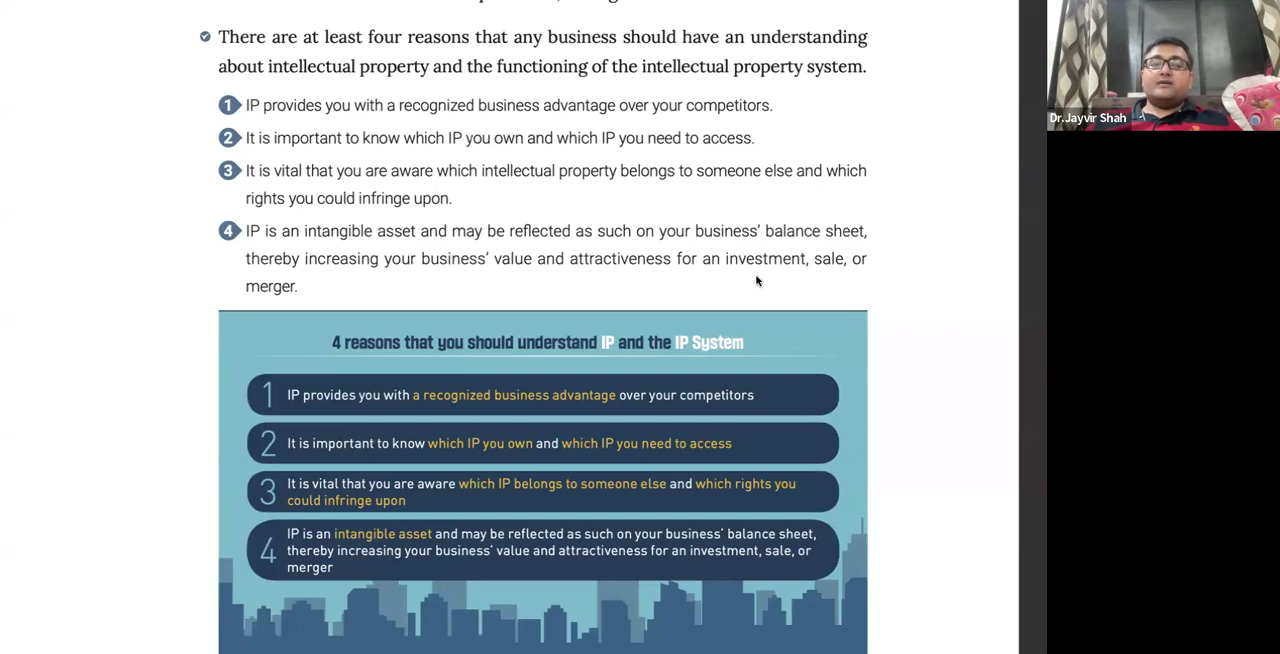 There are at least four reasons that any business should have an understanding
about intellectual property and the functioning of the intellectual property system.
1 IP provides you with a recognized business advantage over your competitors.
2 It is important to know which IP you own and which IP you need to access.
3 It is vital that you are aware which intellectual property belongs to someone else and which
rights you could infringe upon.
4 IP is an intangible asset and may be reflected as such on your business’ balance sheet,
thereby increasing your business’ value and attractiveness for an investment, sale, or
merger.
4 reasons that you should understand IP and the IP System
1 IP provides you with a recognized business advantage over your competitors
2 It is important to know which IP you own and which IP you need to access
3 It is vital that you are aware which IP belongs to someone else and which rights you
could infringe upon
4 IP is an intangible asset and may be reflected as such on your business’ balance sheet,
thereby increasing your business’ value and attractiveness for an investment, sale, or
merger
Dr.Jayvir Shah